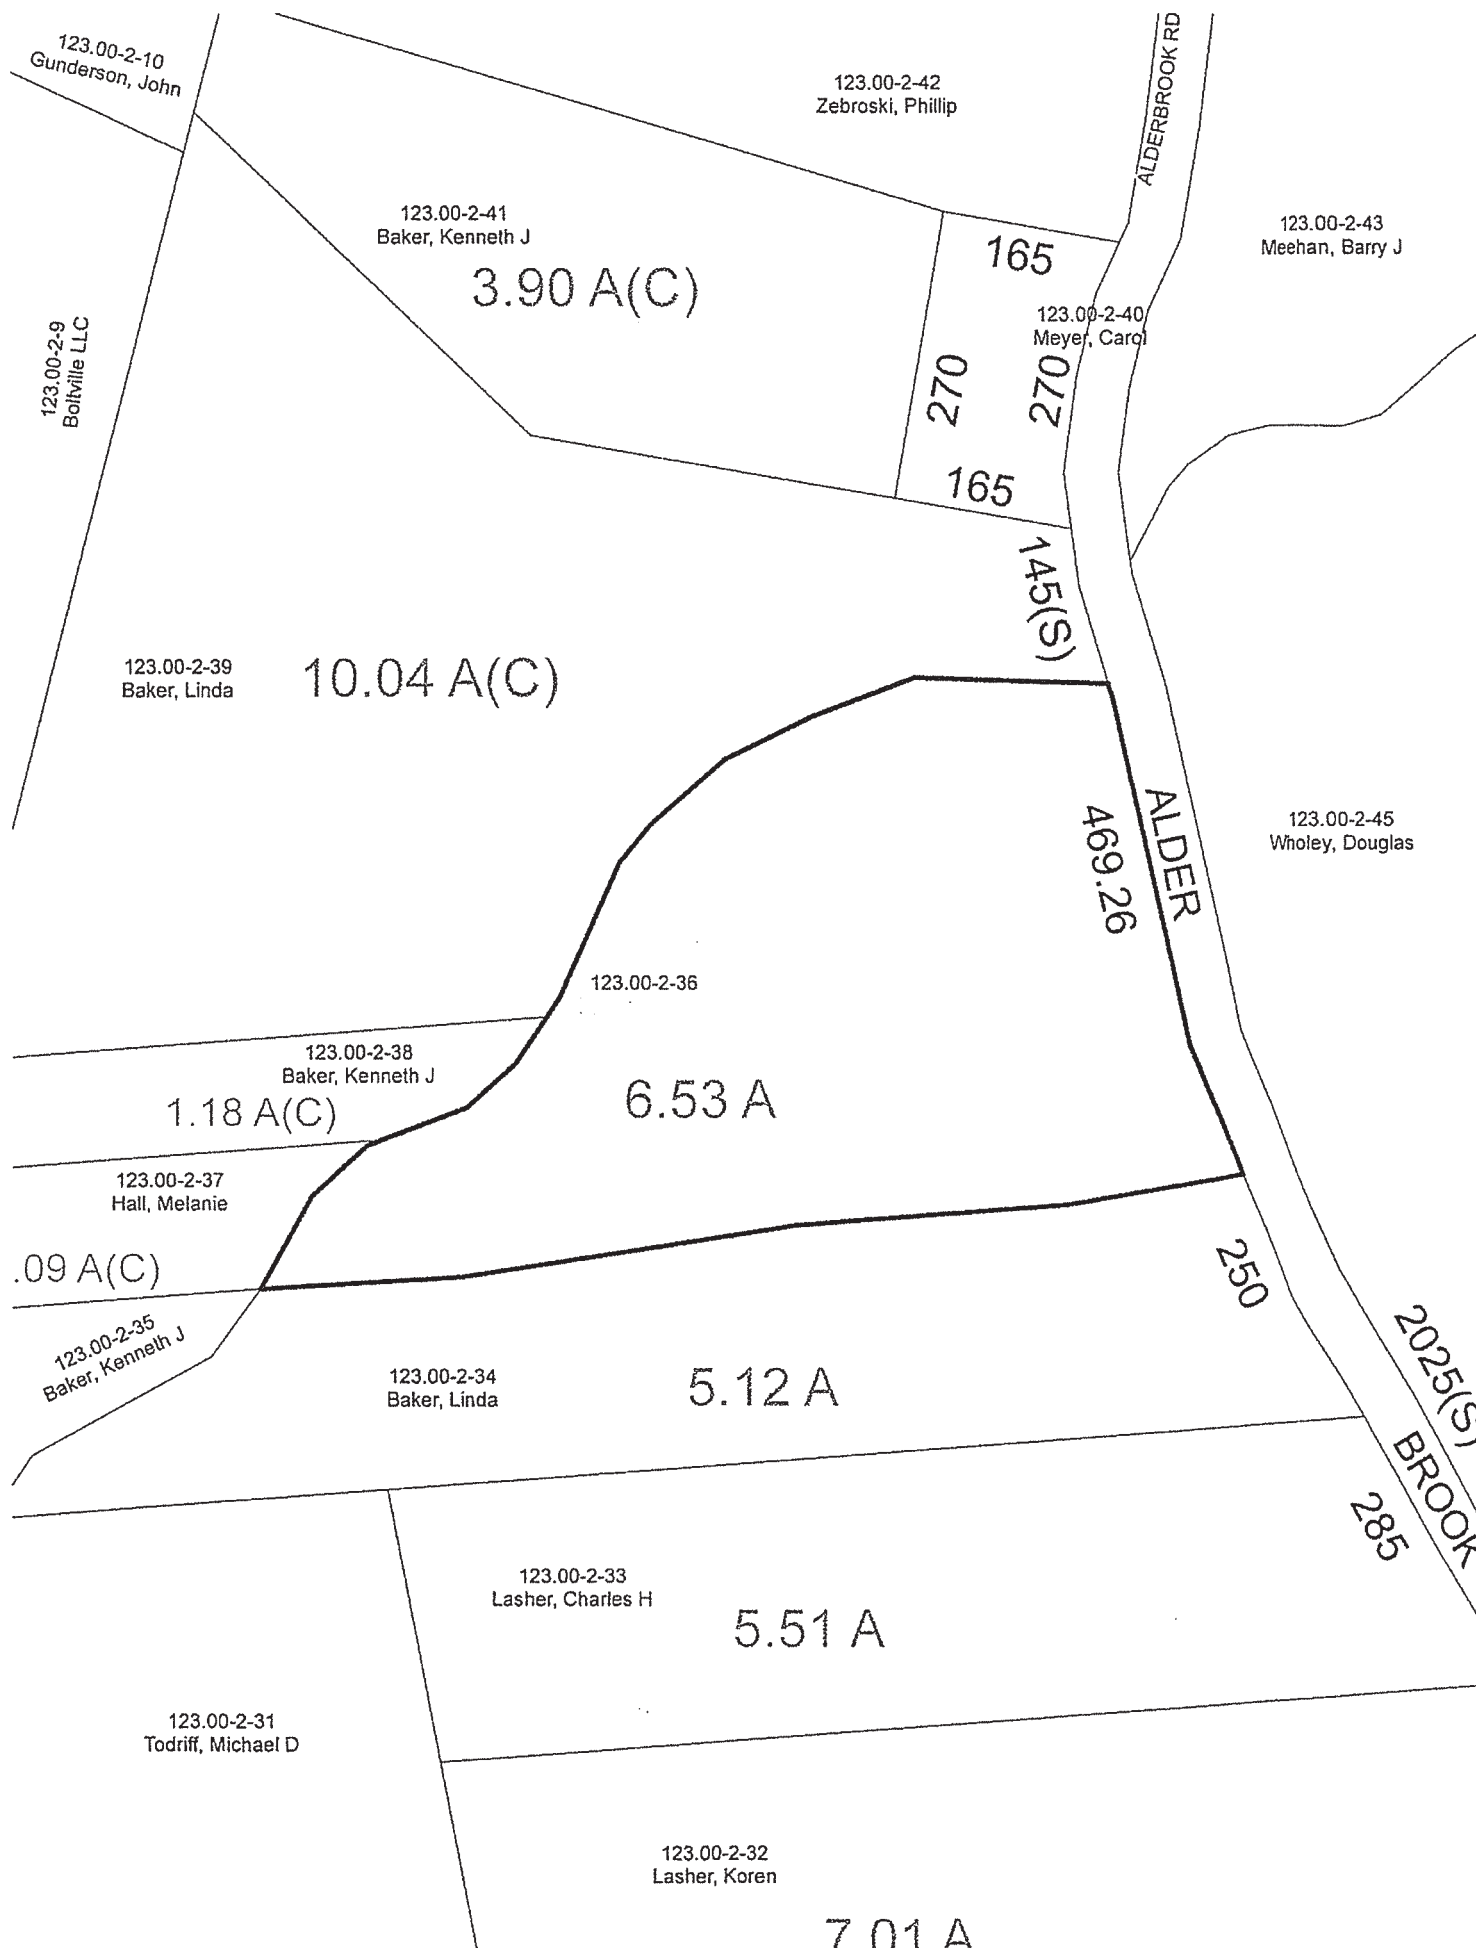 123.00-2-10
Gunderson, John
123.00-2-42
Zebroski, Phillip
ALDERBROOK RD
123.00-2-41
Baker, Kenneth J
3.90 A(C)
165
123.00-2-43
Meehan, Barry J
123.00-2-40
Meyer, Carol
123.00-2-9
Boltville LLC
270
270
165
145(S)
123.00-2-39
Baker, Linda
10.04 A(C)
469.26
ALDER
123.00-2-45
Wholey, Douglas
123.00-2-36
123.00-2-38
Baker, Kenneth J
1.18 A(C)
6.53 A
123.00-2-37
Hall, Melanie
.09 A(C)
250
123.00-2-35
Baker, Kenneth J
123.00-2-34
Baker, Linda
5.12 A
2025(S)
BROOK
285
123.00-2-33
Lasher, Charles H
5.51 A
123.00-2-31
Todriff, Michael D
123.00-2-32
Lasher, Koren
7.01 A